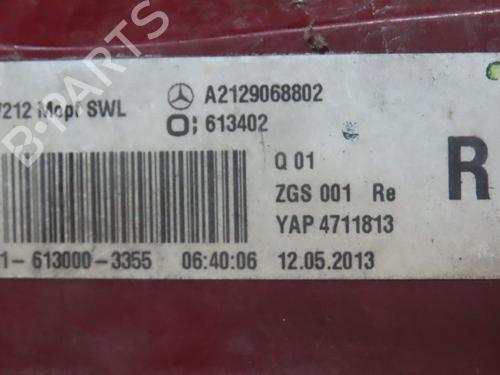 W212 Mopf SWL
A2129068802
O; 613402
Q 01
ZGS 001 Re
R
YAP 4711813
1-613000-3355 06:40:06 12.05.2013
B-PARTS